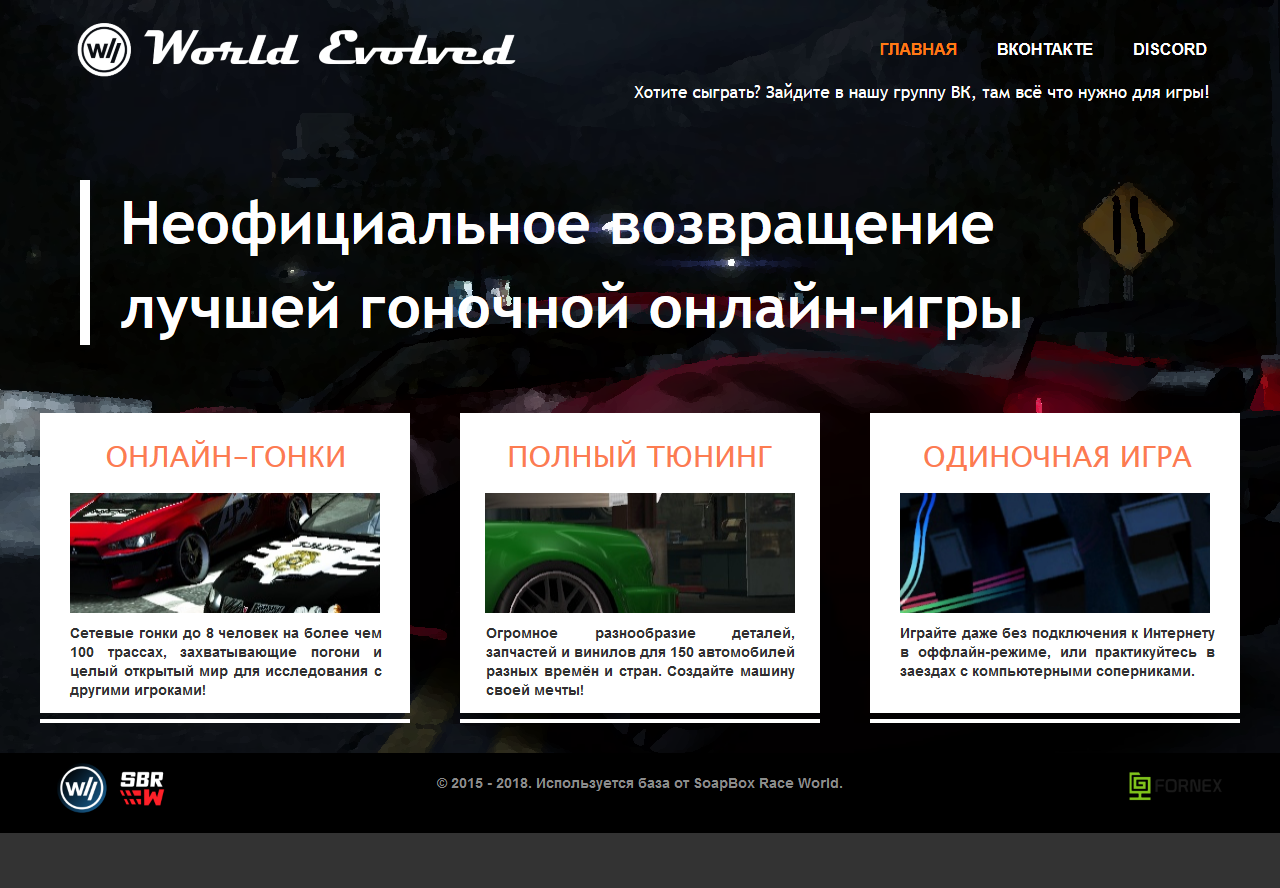 World Evolved
ГЛАВНАЯ ВКОНТАКТЕ DISCORD
Хотите сыграть? Зайдите в нашу группу ВК, там всё что нужно для игры!
Неофициальное возвращение
лучшей гоночной онлайн-игры
ОНЛАЙН-ГОНКИ
POLICE
Сетевые гонки до 8 человек на более чем
100 трассах, захватывающие погони и
целый открытый мир для исследования с
другими игроками!
ПОЛНЫЙ ТЮНИНГ
Огромное разнообразие деталей,
запчастей и винилов для 150 автомобилей
разных времён и стран. Создайте машину
своей мечты!
ОДИНОЧНАЯ ИГРА
Играйте даже без подключения к Интернету
в оффлайн-режиме, или практикуйтесь в
заездах с компьютерными соперниками.
SBR
W
© 2015 - 2018. Используется база от SoapBox Race World.
FORNEX